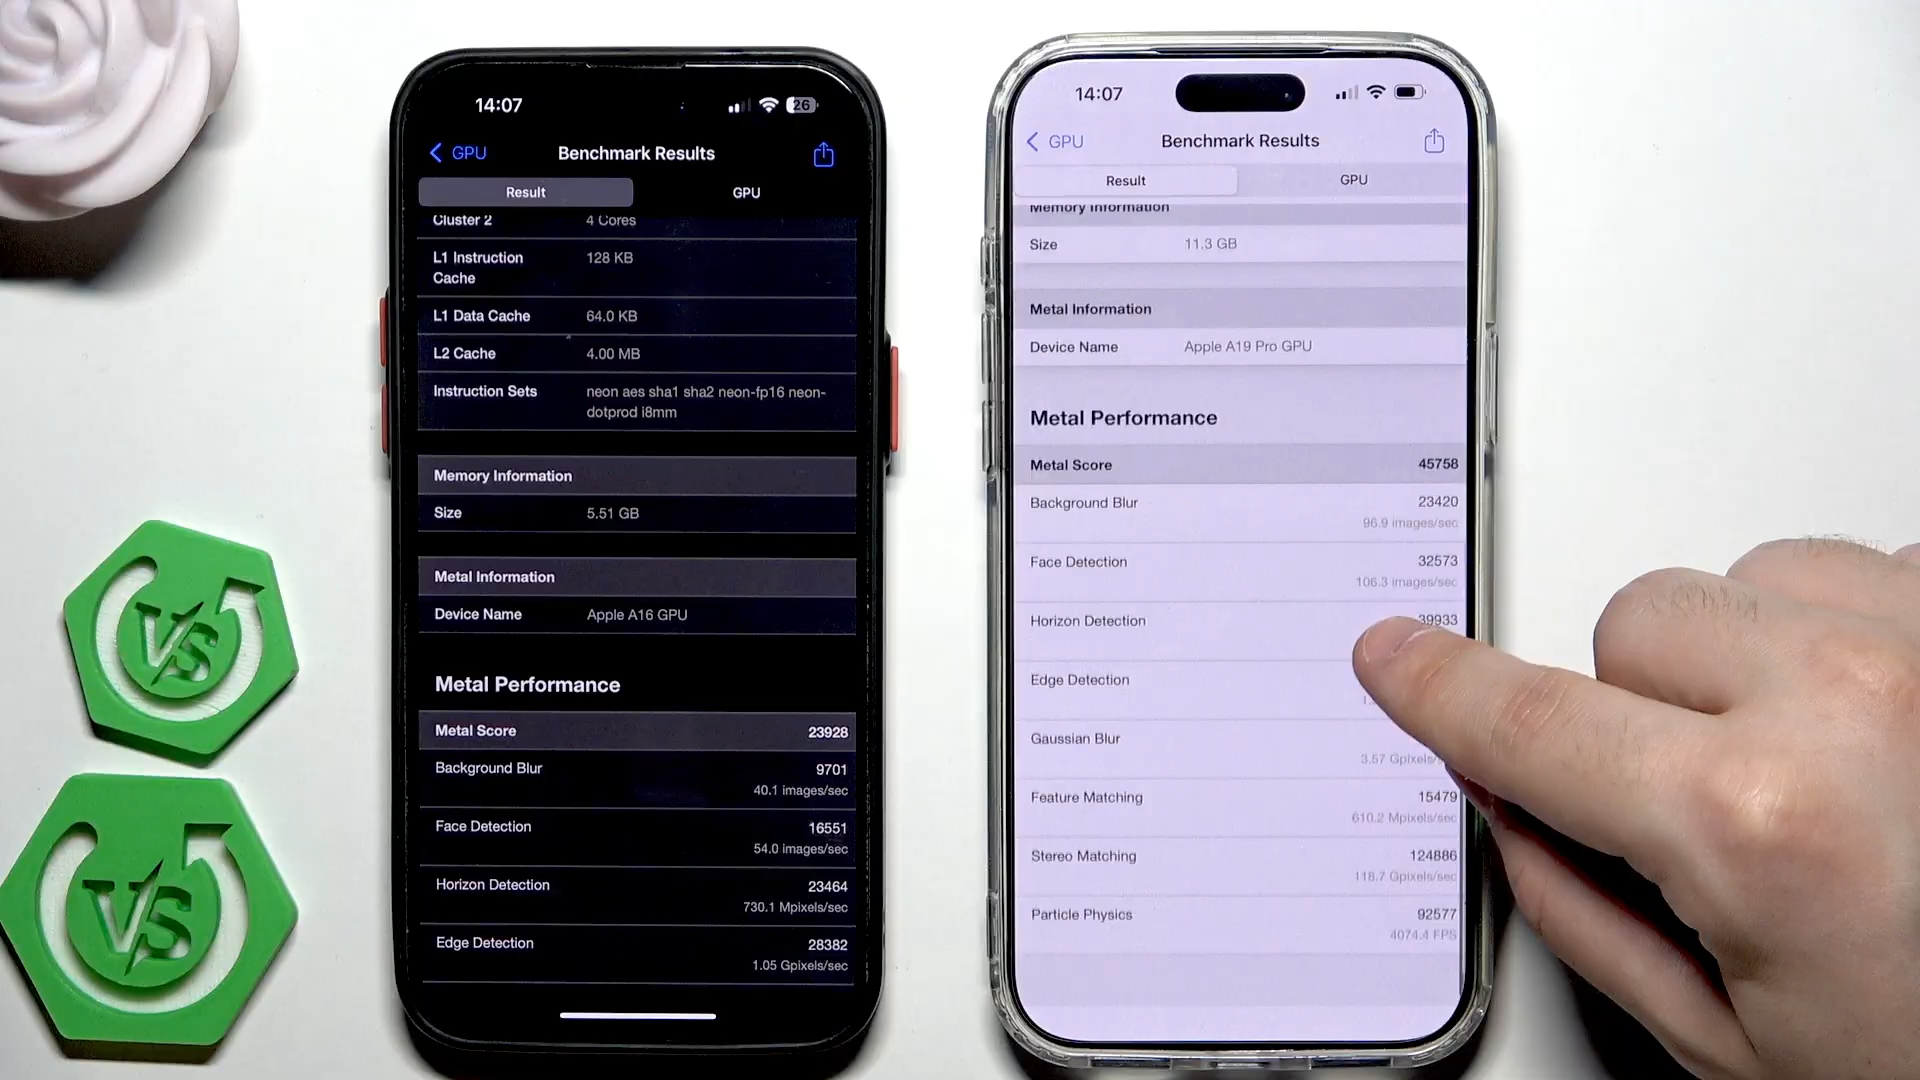 14:07
26
GPU
Benchmark Results
Result
GPU
Cluster 2
4 Cores
L1 Instruction
Cache
128 KB
L1 Data Cache
64.0 KB
L2 Cache
4.00 MB
Instruction Sets
neon aes sha1 sha2 neon-fp16 neon-
dotprod i8mm
Memory Information
Size
5.51 GB
Metal Information
Device Name
Apple A16 GPU
Metal Performance
Metal Score
23928
Background Blur
9701
40.1 images/sec
Face Detection
16551
54.0 images/sec
Horizon Detection
23464
730.1 Mpixels/sec
Edge Detection
28382
1.05 Gpixels/sec
14:07
GPU
Benchmark Results
Result
GPU
Memory Information
Size
11.3 GB
Metal Information
Device Name
Apple A19 Pro GPU
Metal Performance
Metal Score
45758
Background Blur
23420
96.9 images/sec
Face Detection
32573
106.3 images/sec
Horizon Detection
39933
Edge Detection
Gaussian Blur
3.57 Gpixels/s
Feature Matching
15479
610.2 Mpixels/sec
Stereo Matching
124886
118.7 Gpixels/sec
Particle Physics
92577
4074.4 FPS
VS
VS